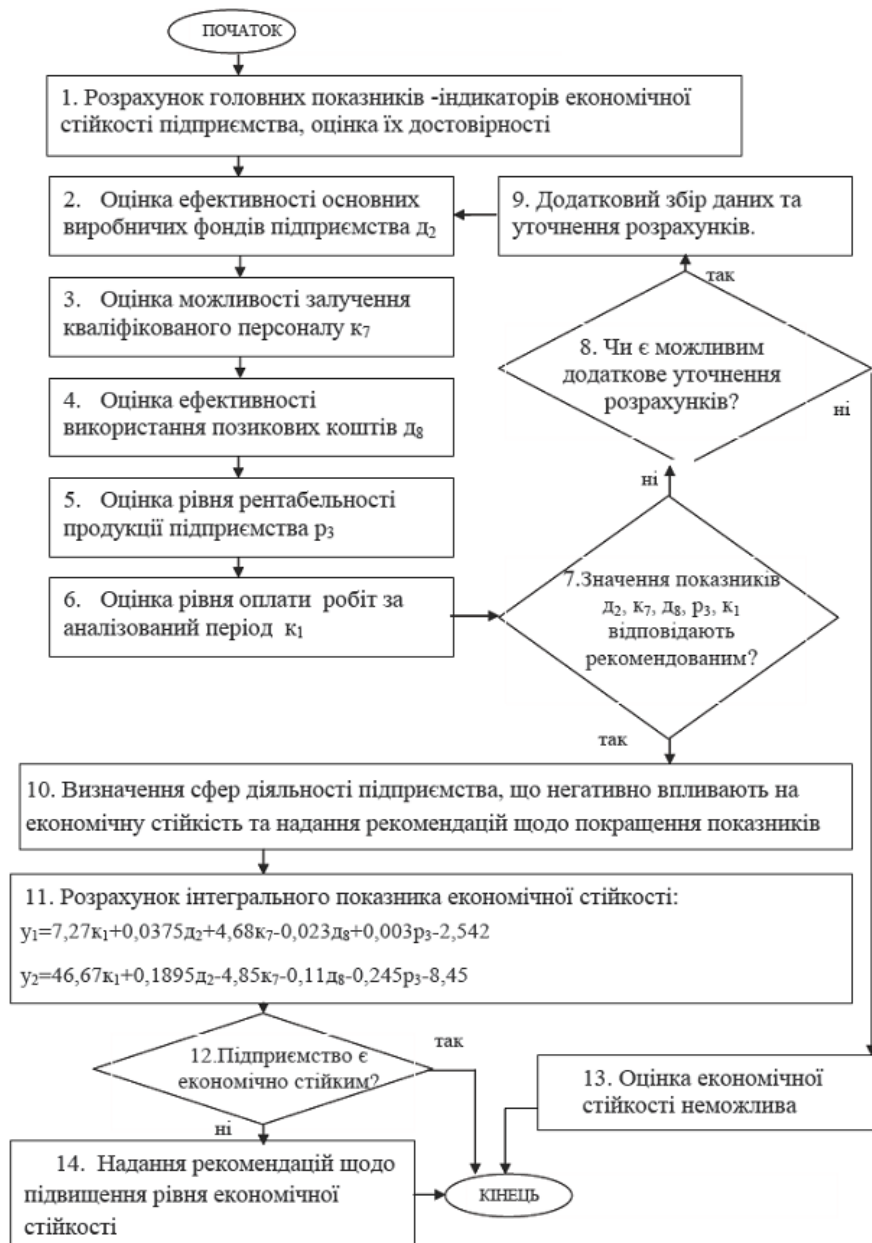 ПОЧАТОК
1. Розрахунок головних показників -індикаторів економічної
стійкості підприємства, оцінка їх достовірності
2. Оцінка ефективності основних
виробничих фондів підприємства д₂
3. Оцінка можливості залучення
кваліфікованого персоналу к₇
4. Оцінка ефективності
використання позикових коштів д₈
5. Оцінка рівня рентабельності
продукції підприємства р₃
6. Оцінка рівня оплати робіт за
аналізований період к₁
9. Додатковий збір даних та
уточнення розрахунків.
так
8. Чи є можливим
додаткове уточнення
розрахунків?
ні
ні
7.Значення показників
д₂, к₇, д₈, р₃, к₁
відповідають
рекомендованим?
так
10. Визначення сфер діяльності підприємства, що негативно впливають на
економічну стійкість та надання рекомендацій щодо покращення показників
11. Розрахунок інтегрального показника економічної стійкості:
у₁=7,27к₁+0,0375д₂+4,68к₇-0,023д₈+0,003р₃-2,542
у₂=46,67к₁+0,1895д₂-4,85к₇-0,11д₈-0,245р₃-8,45
12.Підприємство є
економічно стійким?
так
ні
13. Оцінка економічної
стійкості неможлива
14. Надання рекомендацій щодо
підвищення рівня економічної
стійкості
КІНЕЦЬ